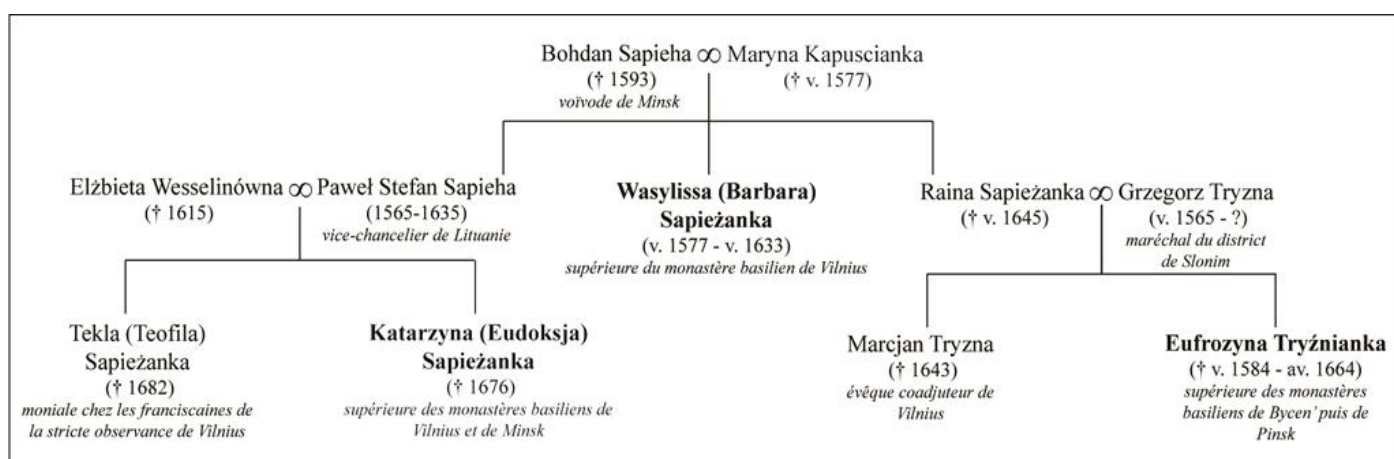 Bohdan Sapieha ∞ Maryna Kapuscianka
(† 1593) († v. 1577)
voïvode de Minsk
Elżbieta Wesselinówna ∞ Paweł Stefan Sapieha
(† 1615) (1565-1635)
vice-chancelier de Lituanie
Wasylissa (Barbara)
Sapieżanka
(v. 1577 - v. 1633)
supérieure du monastère basilien de Vilnius
Raina Sapieżanka ∞ Grzegorz Tryzna
(† v. 1645) (v. 1565 - ?)
maréchal du district
de Slonim
Tekla (Teofila)
Sapieżanka
(† 1682)
moniale chez les franciscaines de
la stricte observance de Vilnius
Katarzyna (Eudoksja)
Sapieżanka
(† 1676)
supérieure des monastères basiliens de
Vilnius et de Minsk
Marcjan Tryzna
(† 1643)
évêque coadjuteur de
Vilnius
Eufrozyna Tryźnianka
(† v. 1584 - av. 1664)
supérieure des monastères
basiliens de Bycen’ puis de
Pinsk